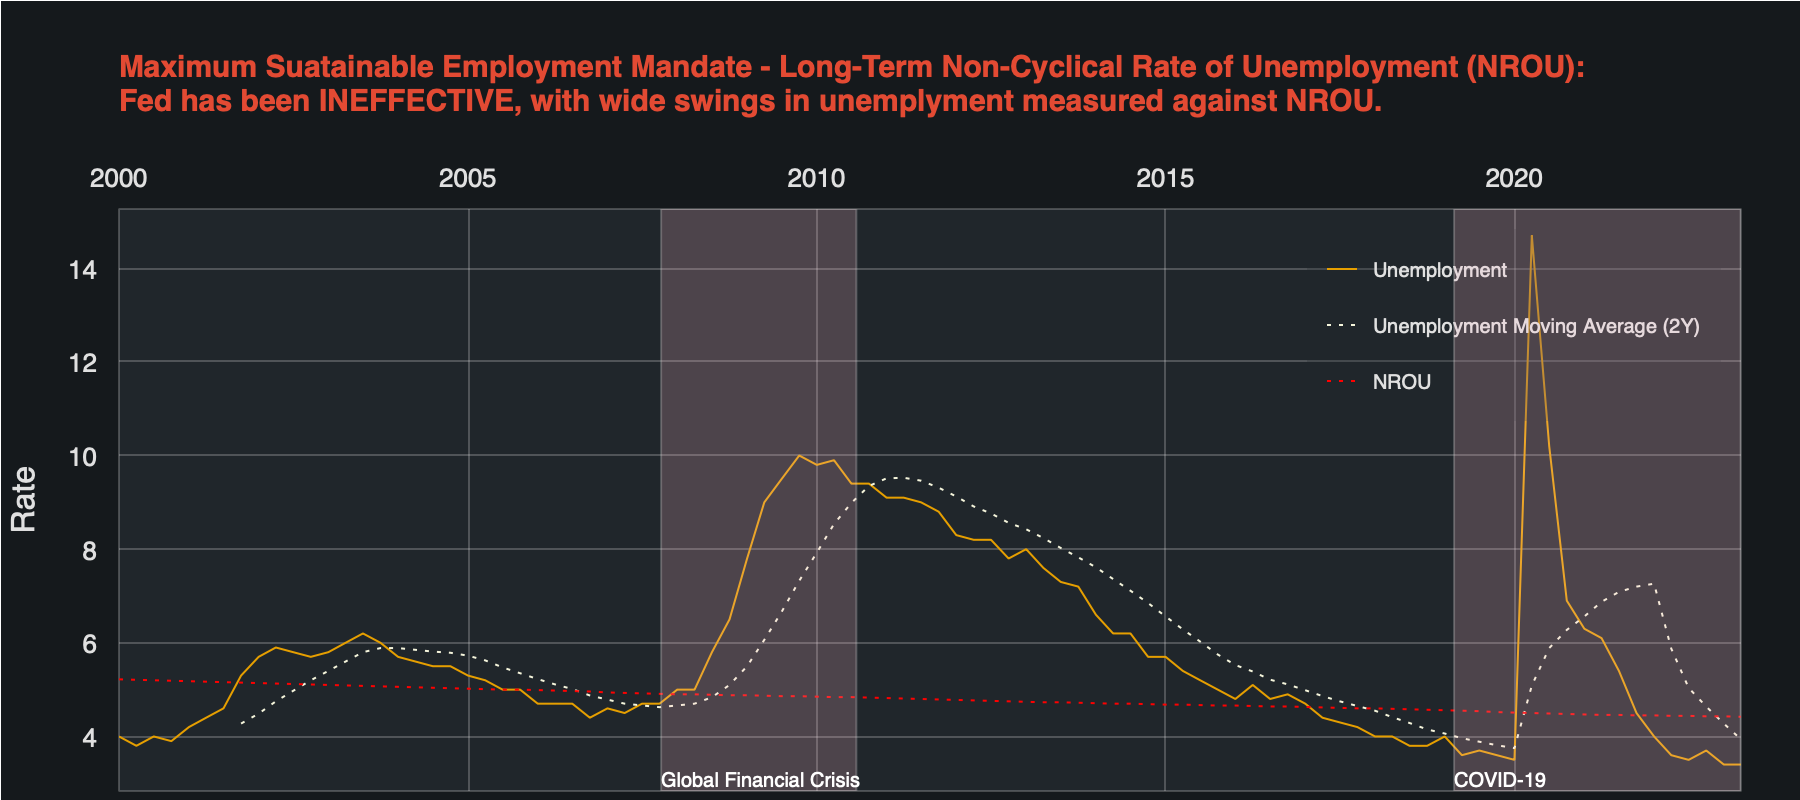 Maximum Suatainable Employment Mandate - Long-Term Non-Cyclical Rate of Unemployment (NROU):
Fed has been INEFFECTIVE, with wide swings in unemplyment measured against NROU.
2000 2005 2010 2015 2020
14
12
10
8
6
4
Rate
Unemployment
Unemployment Moving Average (2Y)
NROU
Global Financial Crisis
COVID-19